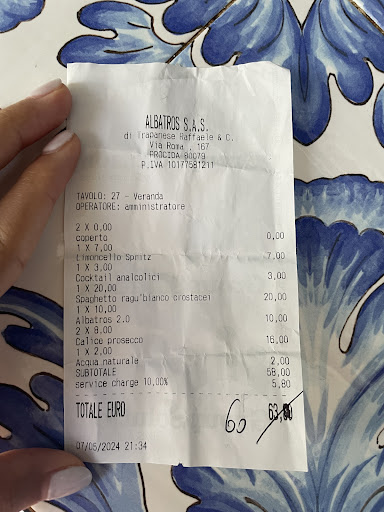 ALBATROS S.A.S.
di Trapanese Raffaele & C.
Via Roma , 167
PROCIDA 80079
P.IVA 10177581211
TAVOLO: 27 - Veranda
OPERATORE: amministratore
2 X 0,00
coperto 0,00
1 X 7,00
Limoncello Spritz 7,00
1 X 3,00
Cocktail analcolici 3,00
1 X 20,00
Spaghetto ragu'bianco crostacei 20,00
1 X 10,00
Albatros 2.0 10,00
2 X 8,00
Calice prosecco 16,00
1 X 2,00
Acqua naturale 2,00
SUBTOTALE 58,00
service charge 10,00% 5,80
TOTALE EURO 60 63,80
07/05/2024 21:34